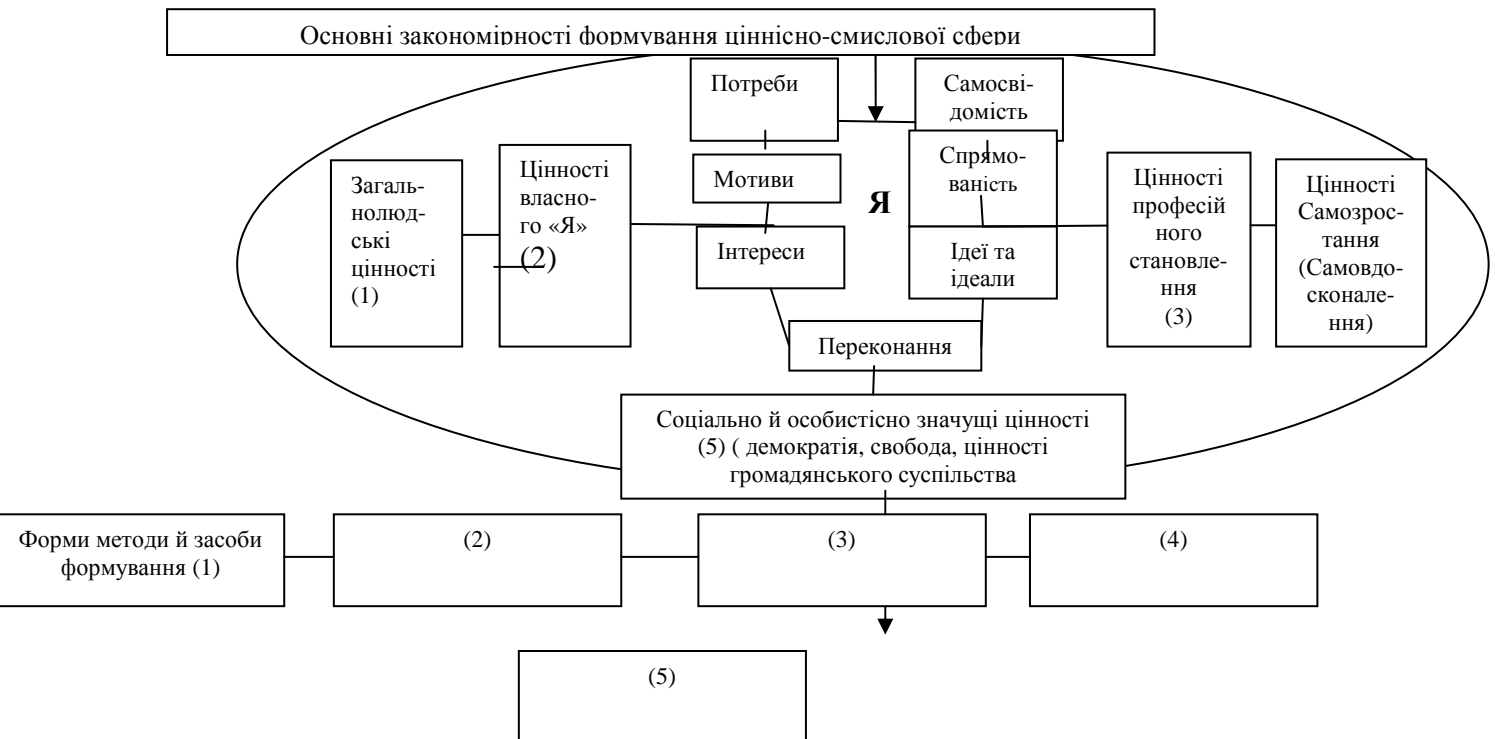 Основні закономірності формування ціннісно-смислової сфери
Потреби
Самосві-
домість
Мотиви
Спрямо-
ваність
Я
Загаль-
нолюд-
ські
цінності
(1)
Цінності
власно-
го «Я»
(2)
Інтереси
Ідеї та
ідеали
Цінності
професій
ного
становле-
ння
(3)
Цінності
Самозрос-
тання
(Самовдо-
сконале-
ння)
Переконання
Соціально й особистісно значущі цінності
(5) ( демократія, свобода, цінності
громадянського суспільства
Форми методи й засоби
формування (1)
(2)
(3)
(4)
(5)